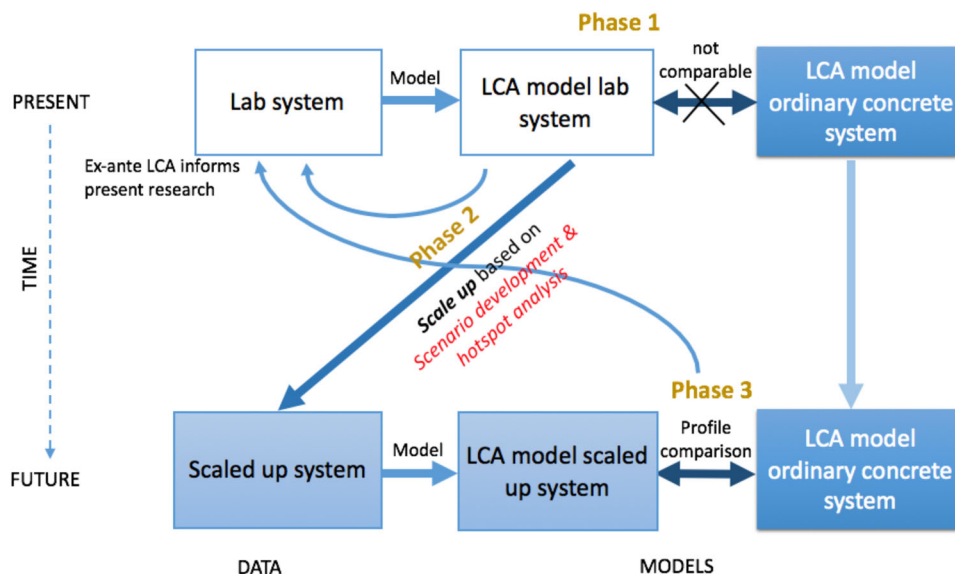 Phase 1
PRESENT
Lab system
Model
LCA model lab
system
not
comparable
LCA model
ordinary concrete
system
Ex-ante LCA informs
present research
TIME
Phase 2
Scale up based on
Scenario development &
hotspot analysis
Phase 3
FUTURE
Scaled up system
Model
LCA model scaled
up system
Profile
comparison
LCA model
ordinary concrete
system
DATA
MODELS